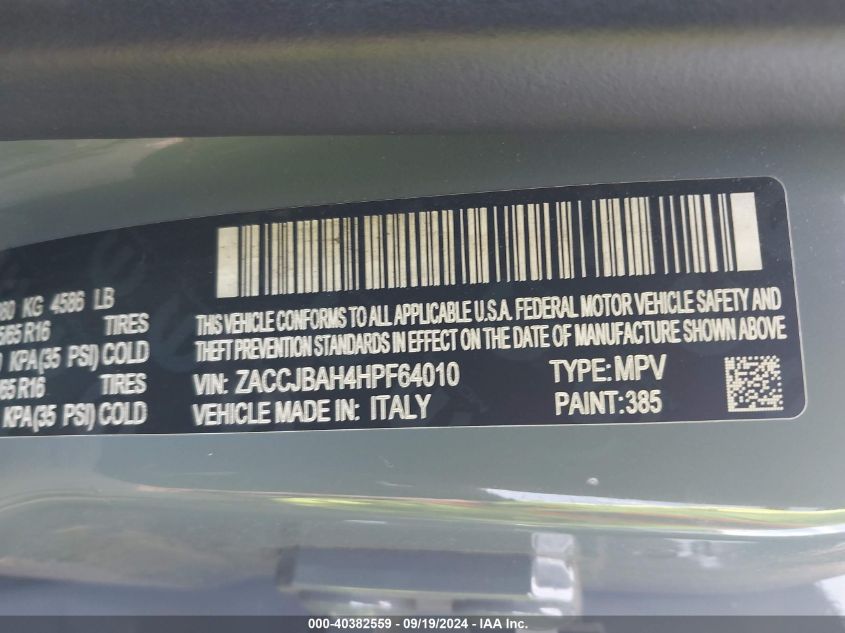 80 KG 4586 LB
5/65 R16 TIRES
KPA(35 PSI) COLD
65 R16 TIRES
KPA(35 PSI) COLD
THIS VEHICLE CONFORMS TO ALL APPLICABLE U.S.A. FEDERAL MOTOR VEHICLE SAFETY AND
THEFT PREVENTION STANDARDS IN EFFECT ON THE DATE OF MANUFACTURE SHOWN ABOVE
VIN: ZACCJBAH4HPF64010 TYPE: MPV
VEHICLE MADE IN: ITALY PAINT:385
000-40382559 - 09/19/2024 - IAA Inc.